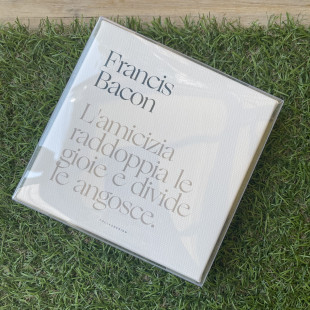 Francis
Bacon
L'amicizia
raddoppia le
gioie e divide
le angosce.